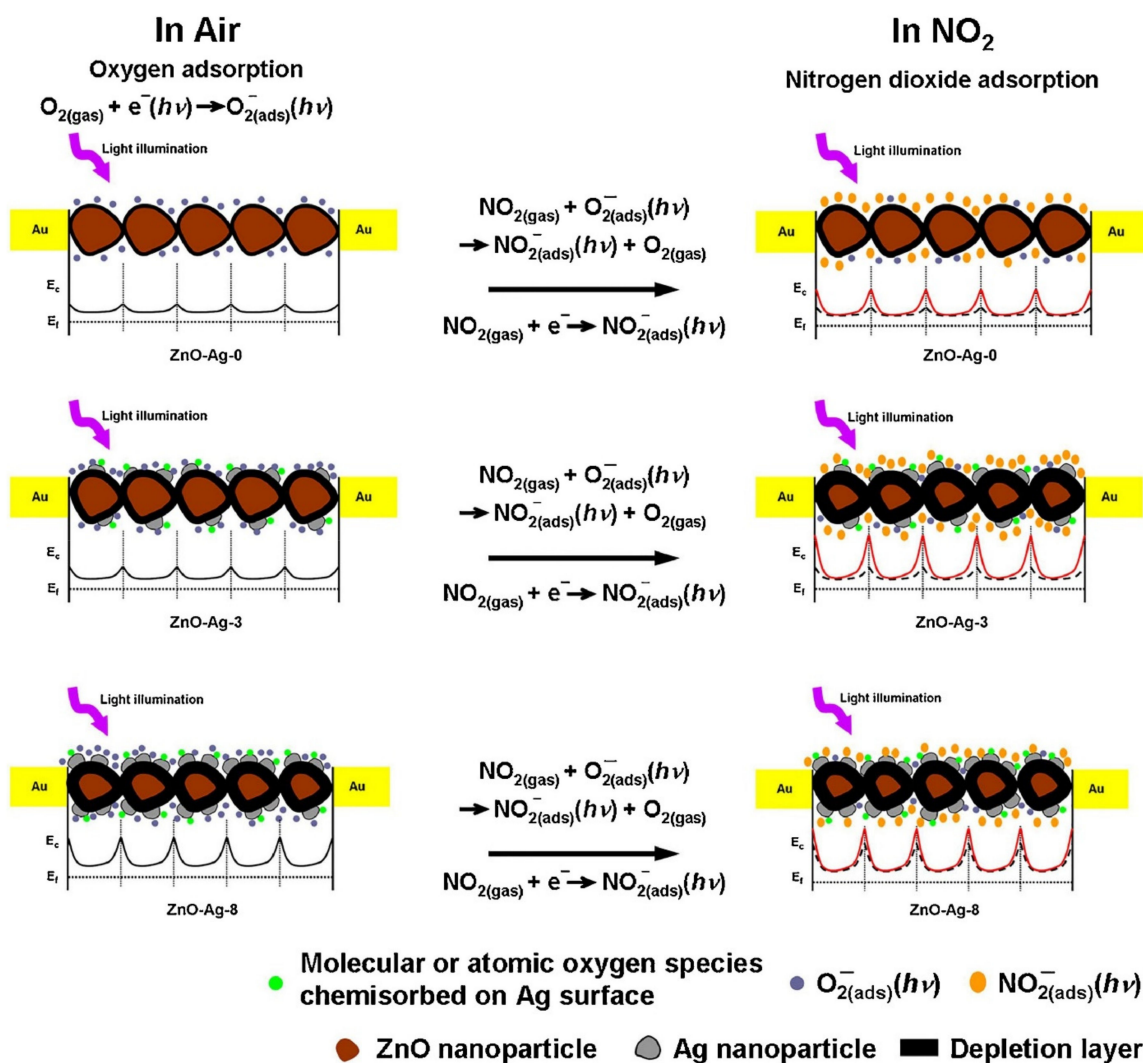 In Air
Oxygen adsorption
O2(gas) + e−(hν) → O2(ads)−(hν)
In NO2
Nitrogen dioxide adsorption
Light illumination
Au
Au
Ec
Ef
ZnO-Ag-0
NO2(gas) + O2(ads)−(hν)
→ NO2(ads)−(hν) + O2(gas)
NO2(gas) + e− → NO2(ads)−(hν)
Light illumination
Au
Au
Ec
Ef
ZnO-Ag-0
Light illumination
Au
Au
Ec
Ef
ZnO-Ag-3
NO2(gas) + O2(ads)−(hν)
→ NO2(ads)−(hν) + O2(gas)
NO2(gas) + e− → NO2(ads)−(hν)
Light illumination
Au
Au
Ec
Ef
ZnO-Ag-3
Light illumination
Au
Au
Ec
Ef
ZnO-Ag-8
NO2(gas) + O2(ads)−(hν)
→ NO2(ads)−(hν) + O2(gas)
NO2(gas) + e− → NO2(ads)−(hν)
Light illumination
Au
Au
Ec
Ef
ZnO-Ag-8
Molecular or atomic oxygen species
chemisorbed on Ag surface
O2(ads)−(hν)
NO2(ads)−(hν)
ZnO nanoparticle
Ag nanoparticle
Depletion layer